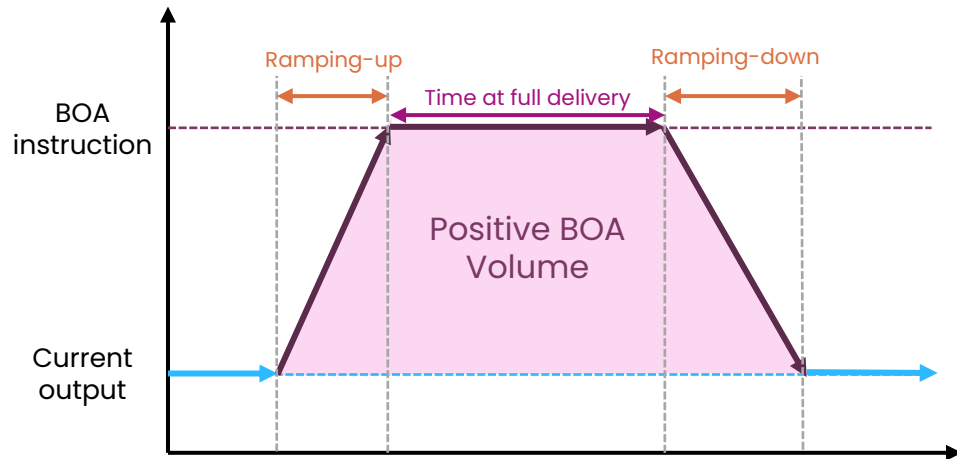 Ramping-up
Ramping-down
Time at full delivery
BOA
instruction
Positive BOA
Volume
Current
output